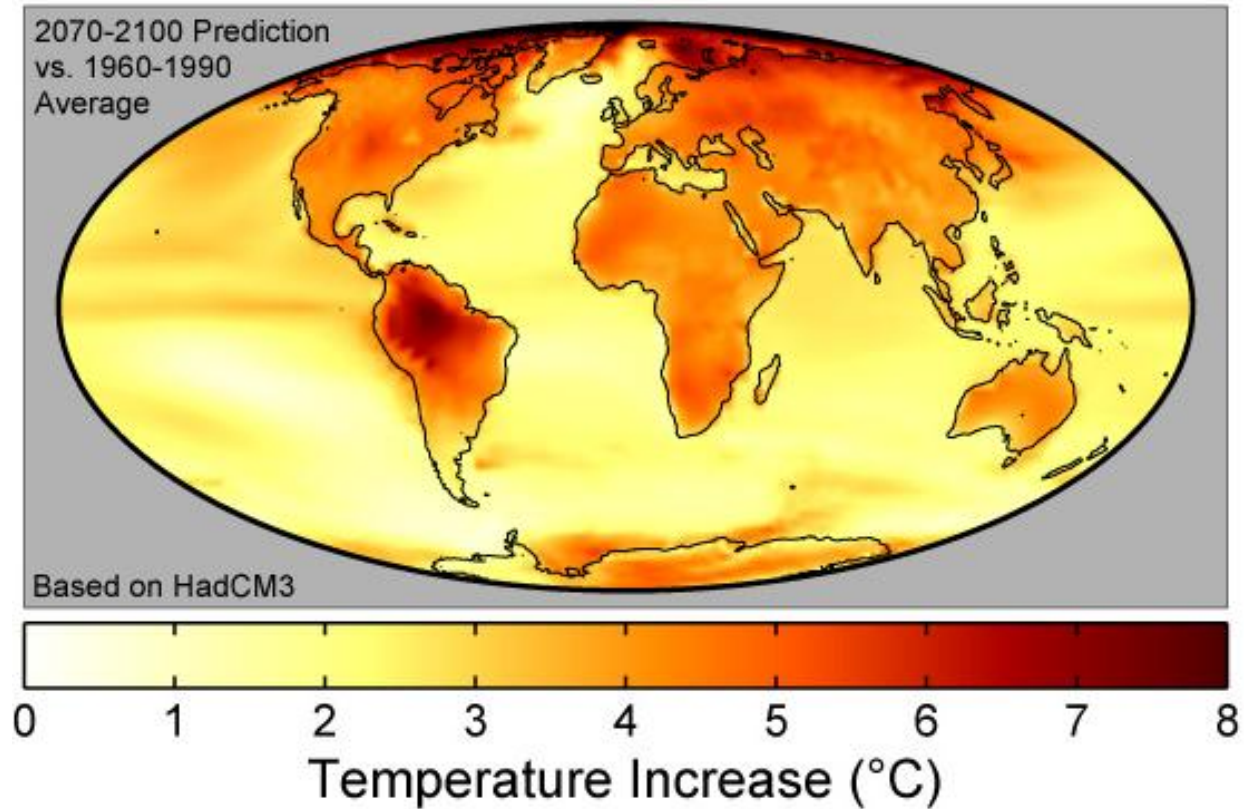 2070-2100 Prediction
vs. 1960-1990
Average
Based on HadCM3
0 1 2 3 4 5 6 7 8
Temperature Increase (°C)